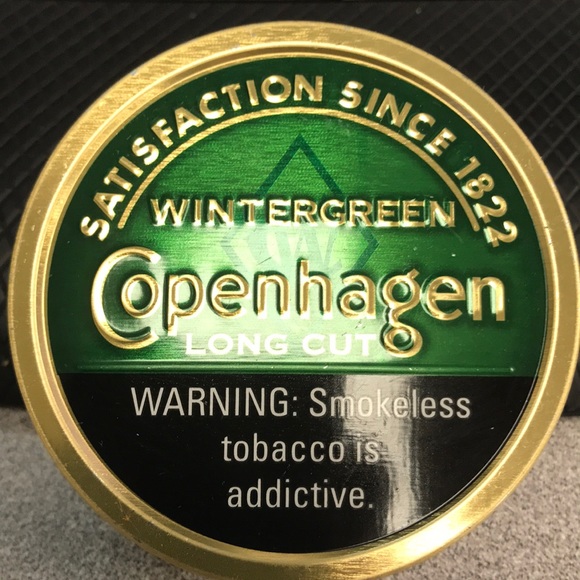 SATISFACTION SINCE 1822
WINTERGREEN
Copenhagen
LONG CUT
WARNING: Smokeless
tobacco is
addictive.